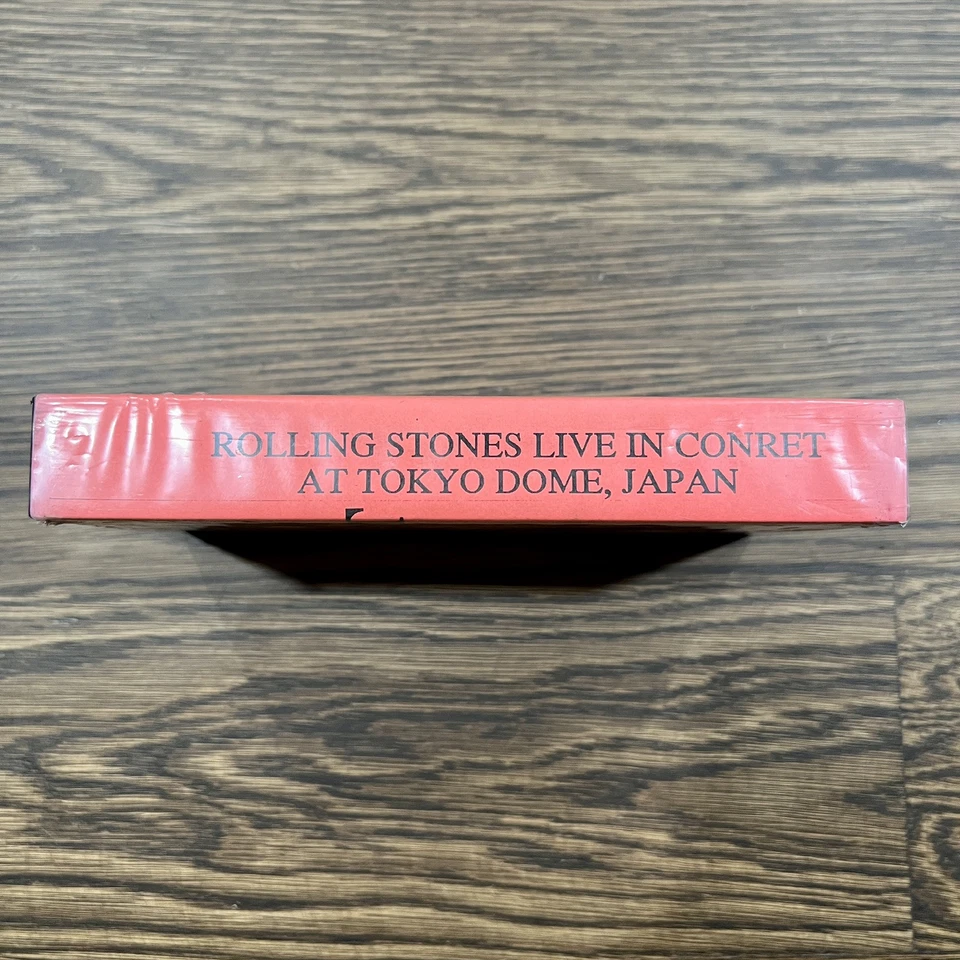 ROLLING STONES LIVE IN CONRET
AT TOKYO DOME, JAPAN